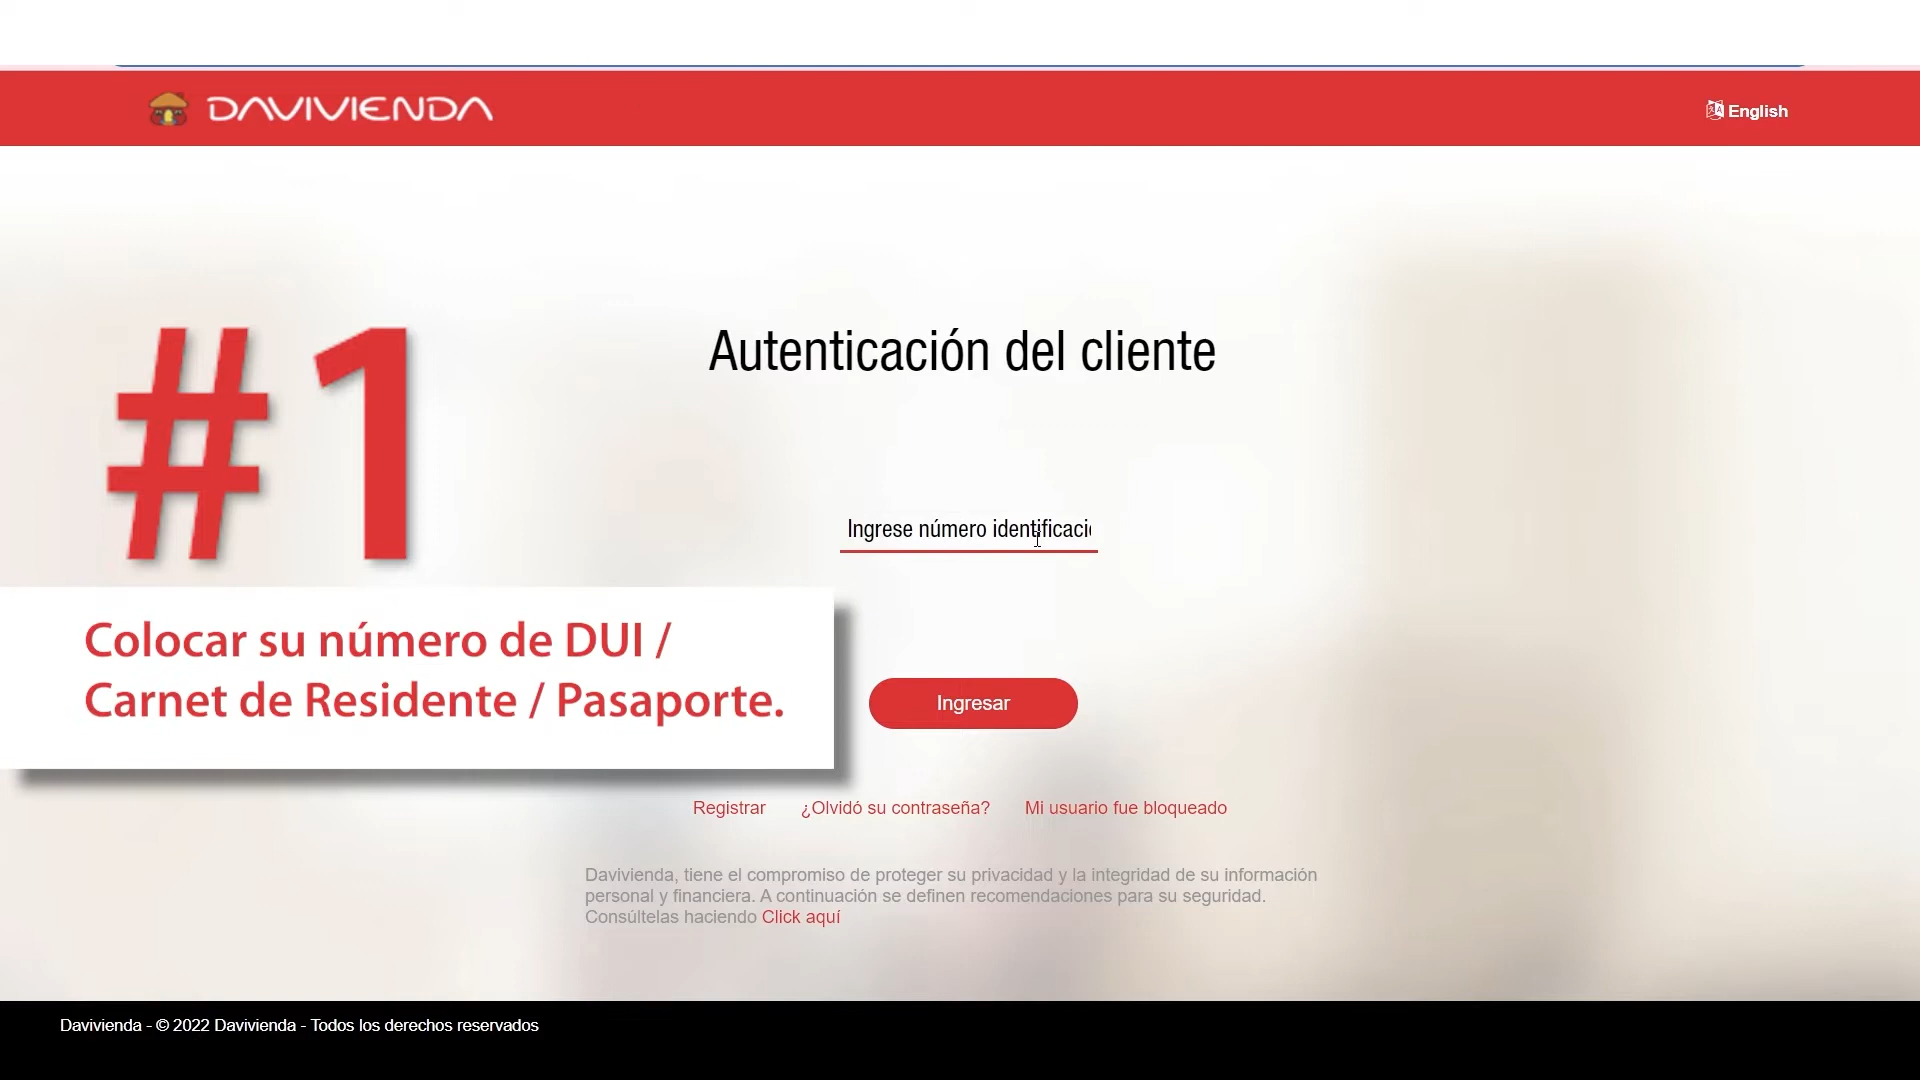 DAVIVIENDA
English
Autenticación del cliente
#1
Ingrese número identificaci
Colocar su número de DUI /
Carnet de Residente / Pasaporte.
Ingresar
Registrar ¿Olvidó su contraseña? Mi usuario fue bloqueado
Davivienda, tiene el compromiso de proteger su privacidad y la integridad de su información
personal y financiera. A continuación se definen recomendaciones para su seguridad.
Consúltelas haciendo Click aquí
Davivienda - © 2022 Davivienda - Todos los derechos reservados